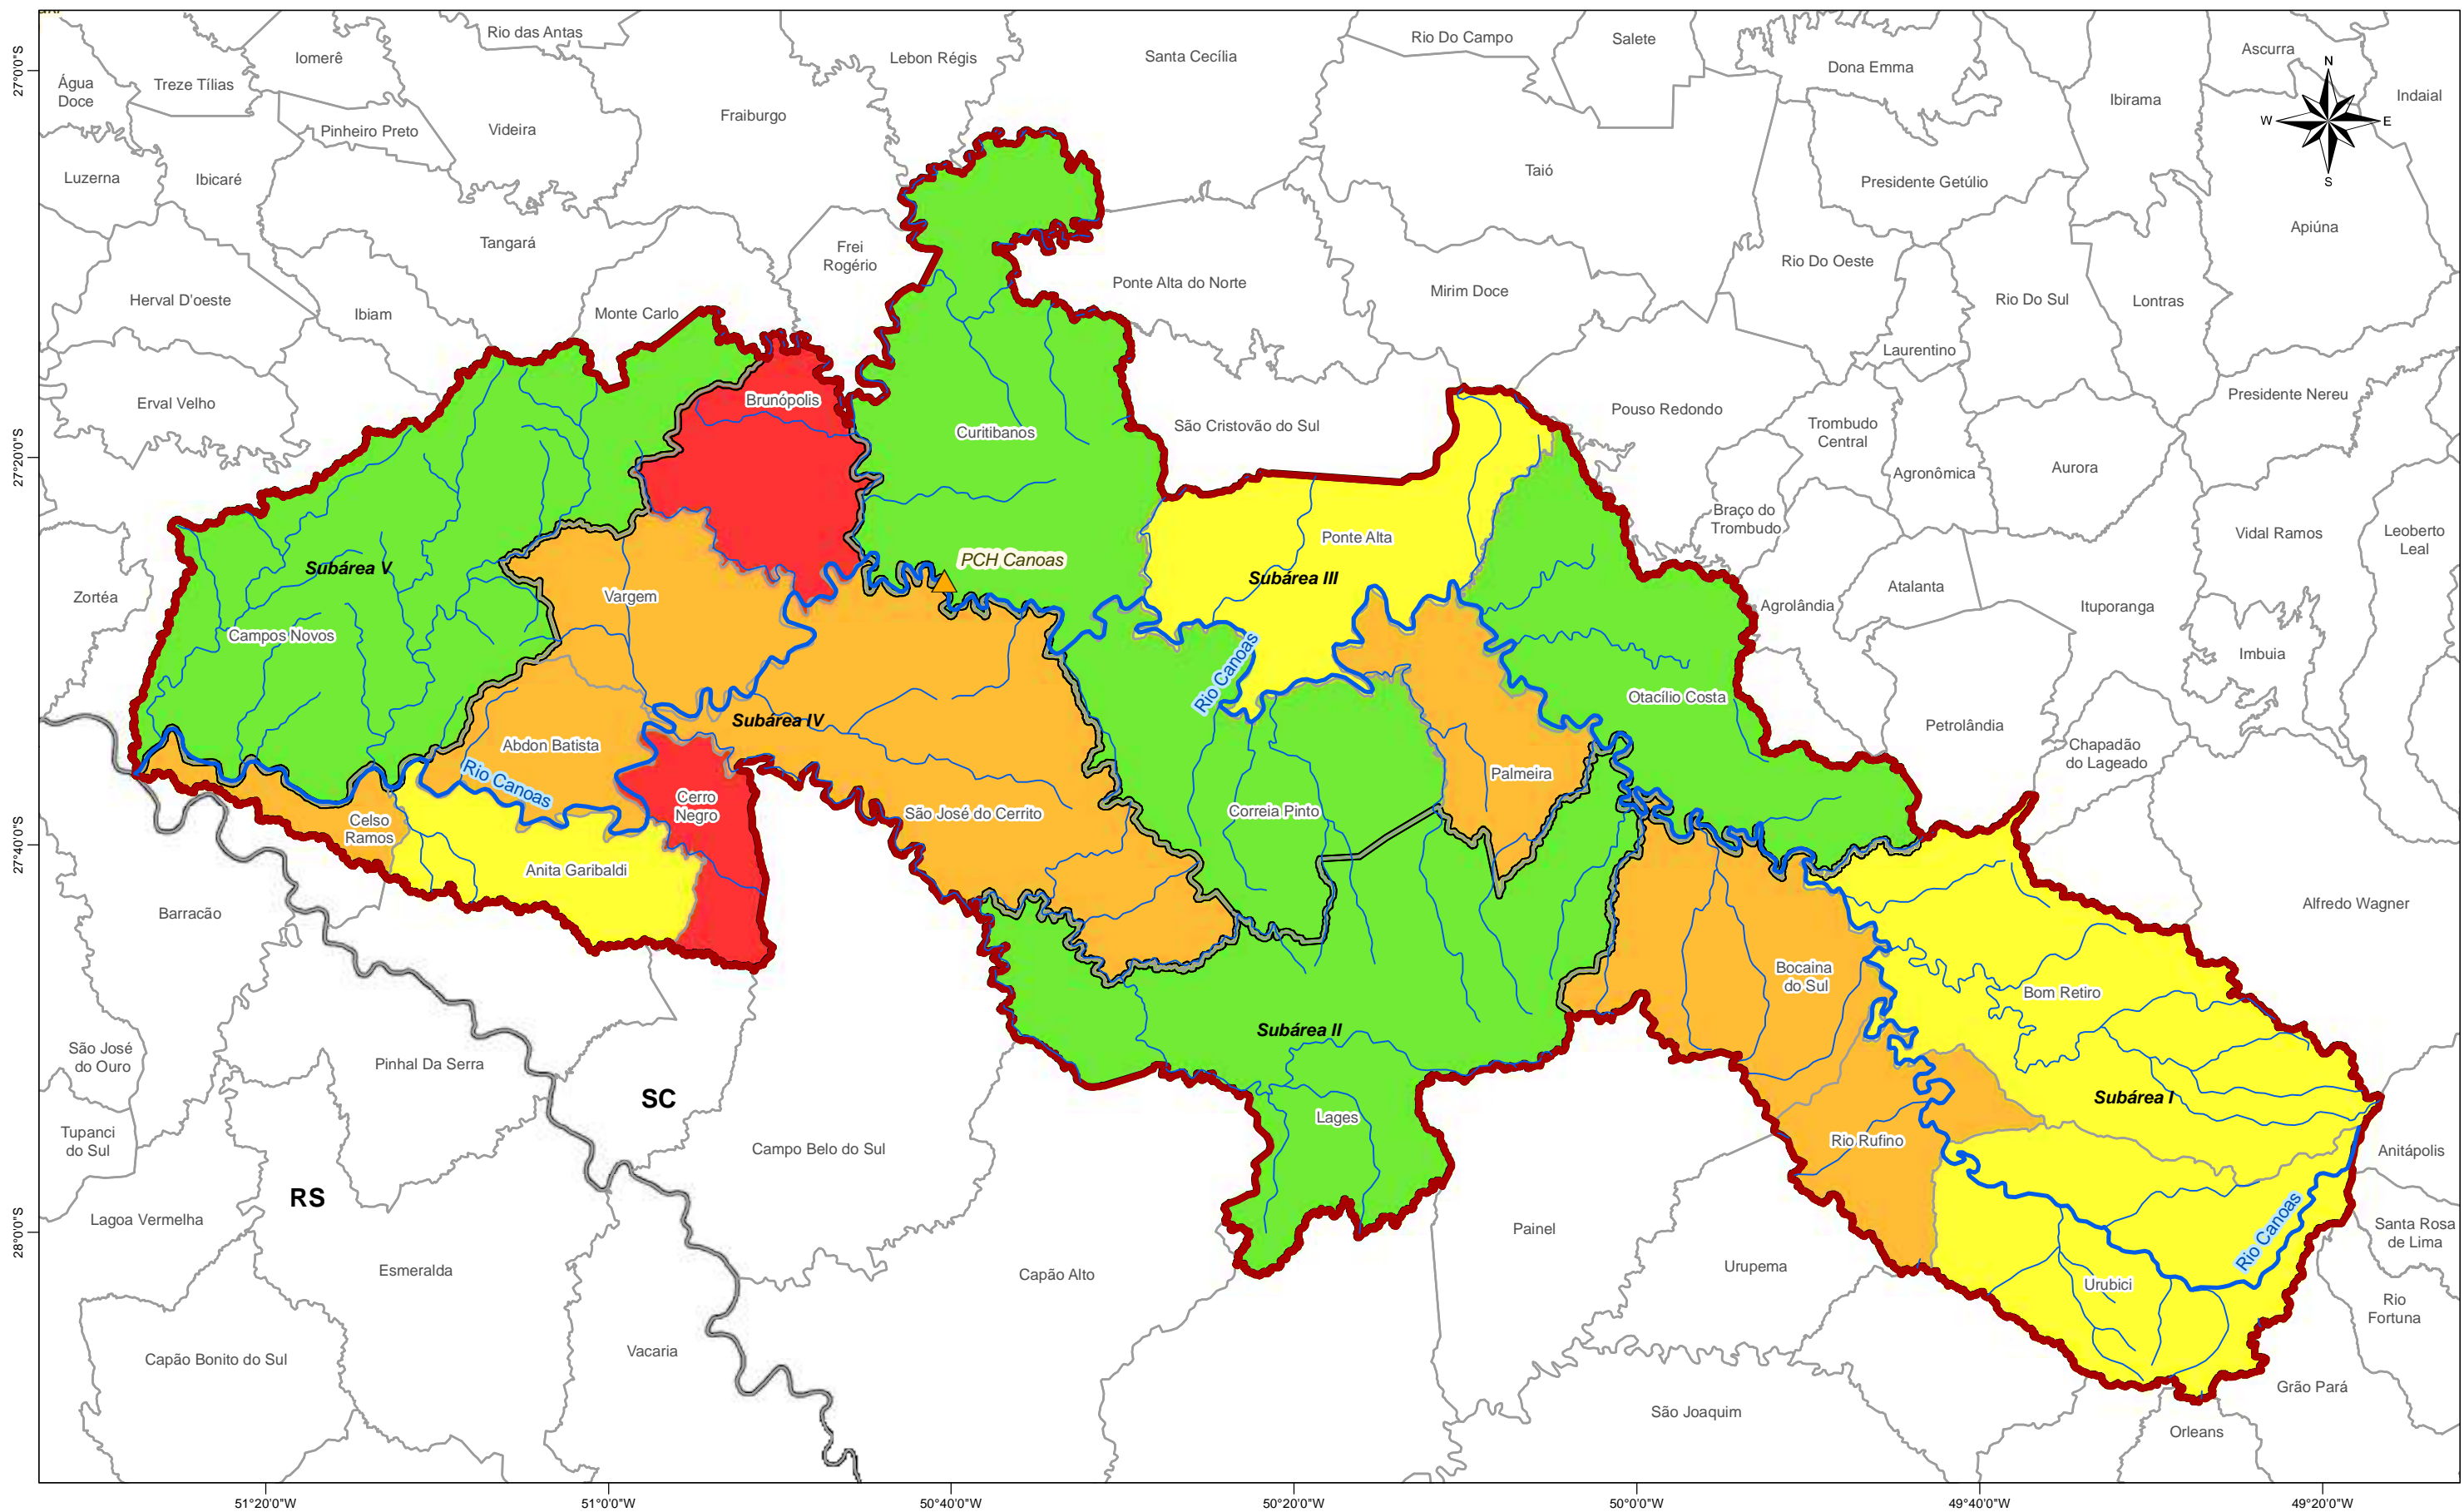 Rio das Antas
Iomerê
Lebon Régis
Santa Cecília
Rio Do Campo
Salete
Ascurra
N
27°0'0"S
Água
Doce
Treze Tílias
Dona Emma
Ibirama
Indaial
W
E
S
Pinheiro Preto
Videira
Fraiburgo
Luzerna
Ibicaré
Taió
Presidente Getúlio
Apiúna
Tangará
Frei
Rogério
Ponte Alta do Norte
Mirim Doce
Rio Do Oeste
Rio Do Sul
Lontras
Herval D'oeste
Ibiam
Monte Carlo
Laurentino
Erval Velho
Brunópolis
Curitibanos
São Cristovão do Sul
Pouso Redondo
Trombudo
Central
Presidente Nereu
27°20'0"S
Agronômica
Aurora
Braço do
Trombudo
Vidal Ramos
Leoberto
Leal
Ponte Alta
PCH Canoas
Subárea V
Subárea III
Zortéa
Vargem
Agrolândia
Atalanta
Ituporanga
Campos Novos
Imbuia
Rio Canoas
Otacílio Costa
Subárea IV
Petrolândia
Chapadão
do Lageado
Abdon Batista
Rio Canoas
Palmeira
Cerro
Negro
São José do Cerrito
Correia Pinto
Celso
Ramos
27°40'0"S
Anita Garibaldi
Barracão
Alfredo Wagner
Bocaina
do Sul
Bom Retiro
Subárea II
São José
do Ouro
Pinhal Da Serra
SC
Subárea I
Lages
Tupanci
do Sul
Campo Belo do Sul
Rio Rufino
Anitápolis
RS
Lagoa Vermelha
Painel
Rio Canoas
Santa Rosa
de Lima
28°0'0"S
Esmeralda
Capão Alto
Urupema
Urubici
Rio
Fortuna
Capão Bonito do Sul
Vacaria
Grão Pará
São Joaquim
Orleans
51°20'0"W
51°0'0"W
50°40'0"W
50°20'0"W
50°0'0"W
49°40'0"W
49°20'0"W